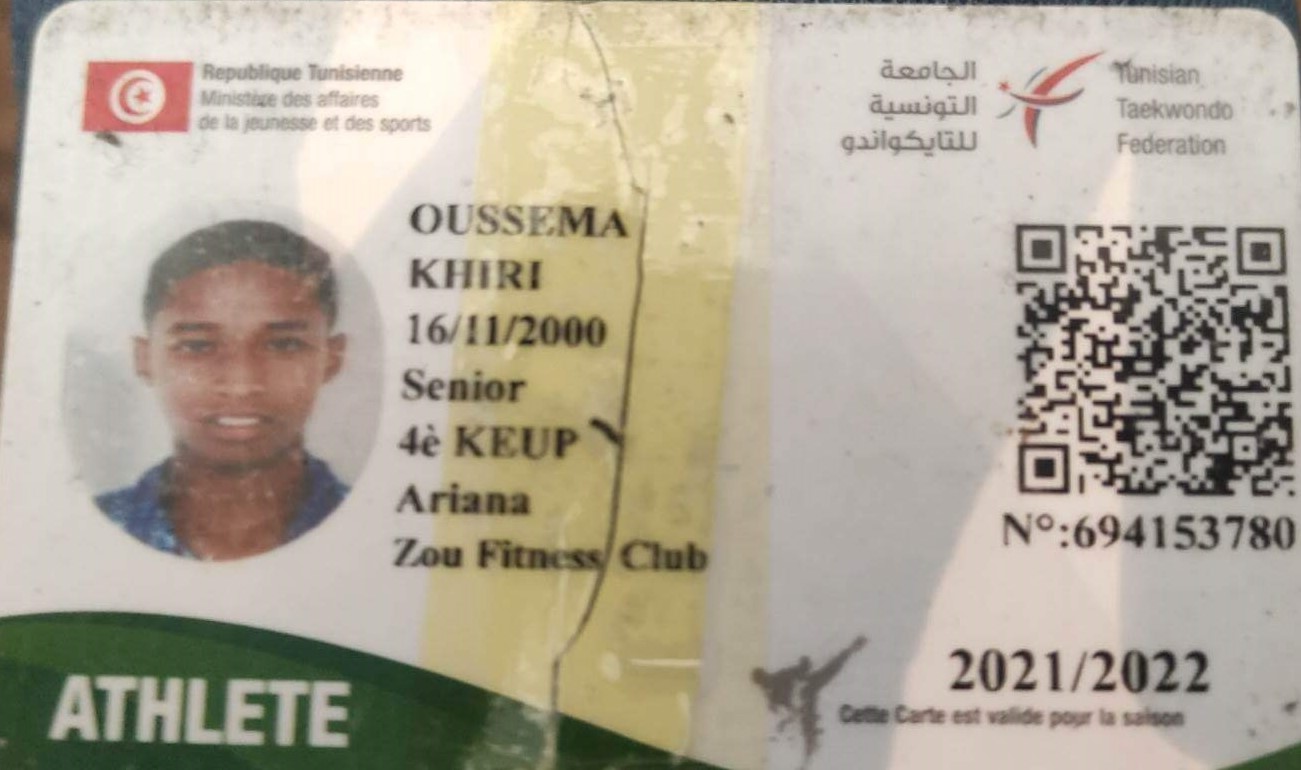 Republique Tunisienne
Ministère des affaires
de la jeunesse et des sports
الجامعة
التونسية
للتايكواندو
Tunisian
Taekwondo
Federation
OUSSEMA
KHIRI
16/11/2000
Senior
4è KEUP
Ariana
Zou Fitness Club
N°:694153780
2021/2022
Cette Carte est valide pour la saison
ATHLETE